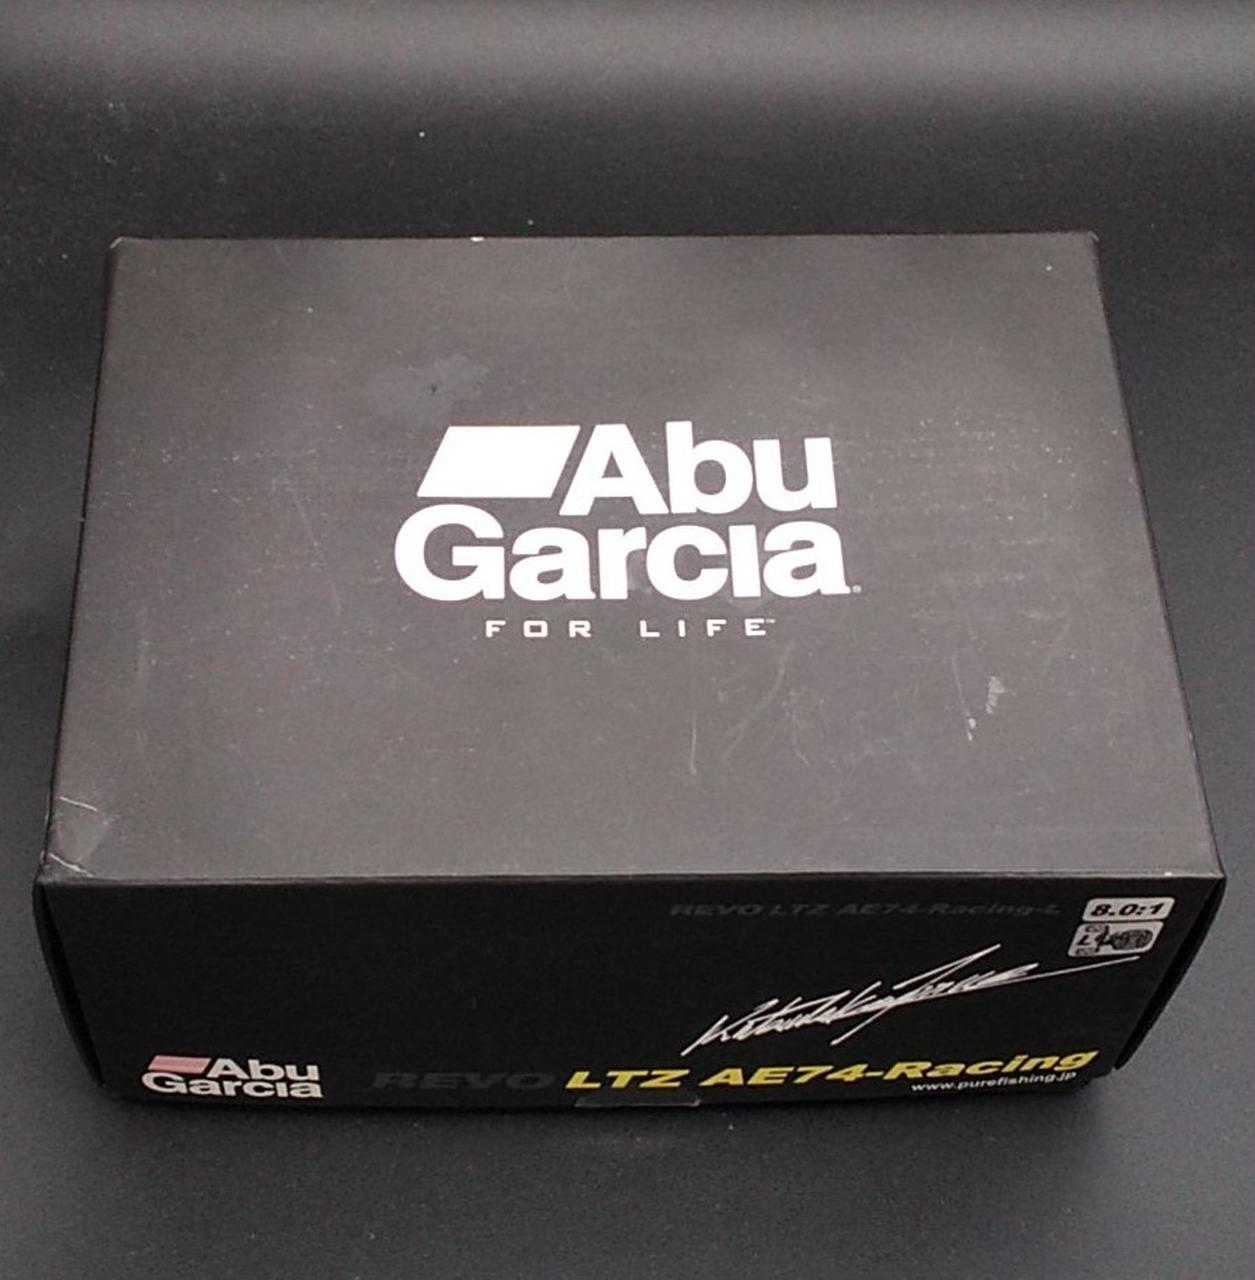 Abu
Garcia
FOR LIFE™
REVO LTZ AE74-Racing-L
8.0:1
L
Abu
Garcia
REVO LTZ AE74-Racing
www.purefishing.jp